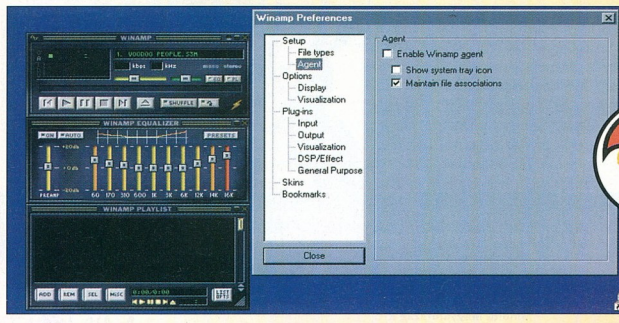 WINAMP
1. VOODOO PEOPLE.S3M
kbps
kHz
mono stereo
EQ
PL
SHUFFLE
WINAMP EQUALIZER
ON
AUTO
PRESETS
+20db
+0db
-20db
PREAMP
60 170 310 600 1K 3K 6K 12K 14K 16K
WINAMP PLAYLIST
ADD
REM
SEL
MISC
0:00/0:00
LIST
OPTS
Winamp Preferences
Setup
File types
Agent
Options
Display
Visualization
Plug-ins
Input
Output
Visualization
DSP/Effect
General Purpose
Skins
Bookmarks
Close
Agent
Enable Winamp agent
Show system tray icon
Maintain file associations